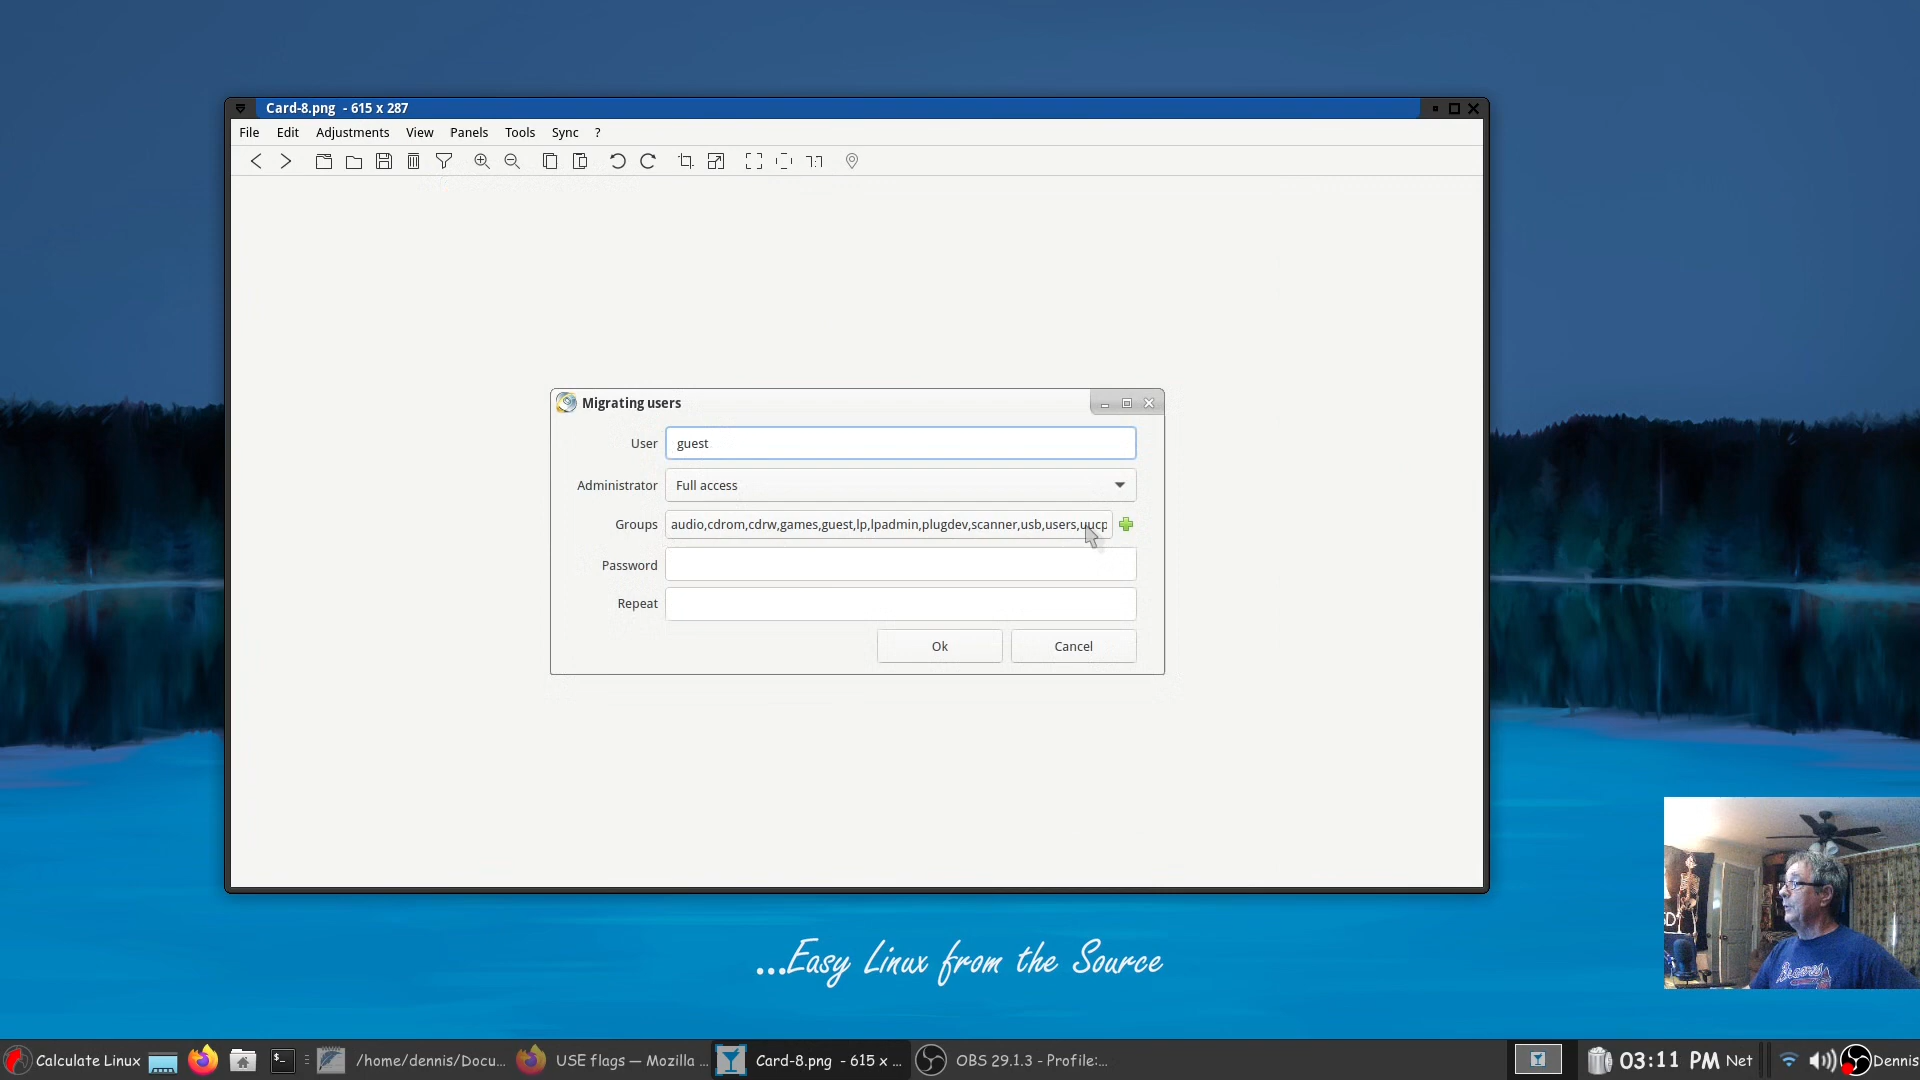 Card-8.png - 615 x 287
File Edit Adjustments View Panels Tools Sync ?
1:1
Migrating users
User guest
Administrator Full access
Groups audio,cdrom,cdrw,games,guest,lp,lpadmin,plugdev,scanner,usb,users,uucp
Password
Repeat
Ok Cancel
...Easy Linux from the Source
Braves
Calculate Linux /home/dennis/Docu... USE flags — Mozilla ... Card-8.png - 615 x ... OBS 29.1.3 - Profile:... 03:11 PM Net Dennis